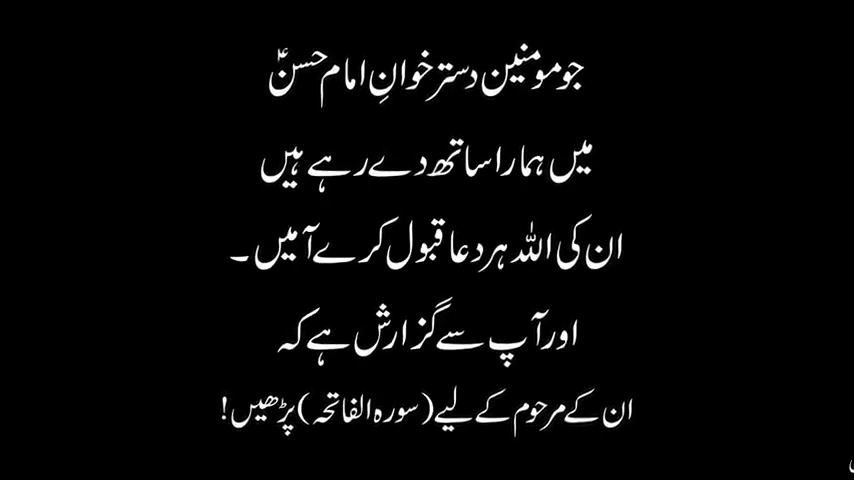 جو مومنین دسترخوانِ امام حسنؑ
میں ہمارا ساتھ دے رہے ہیں
ان کی اللہ ہر دعا قبول کرے آمیں۔
اور آپ سے گزارش ہے کہ
ان کے مرحوم کے لیے (سورہ الفاتحہ) پڑھیں!